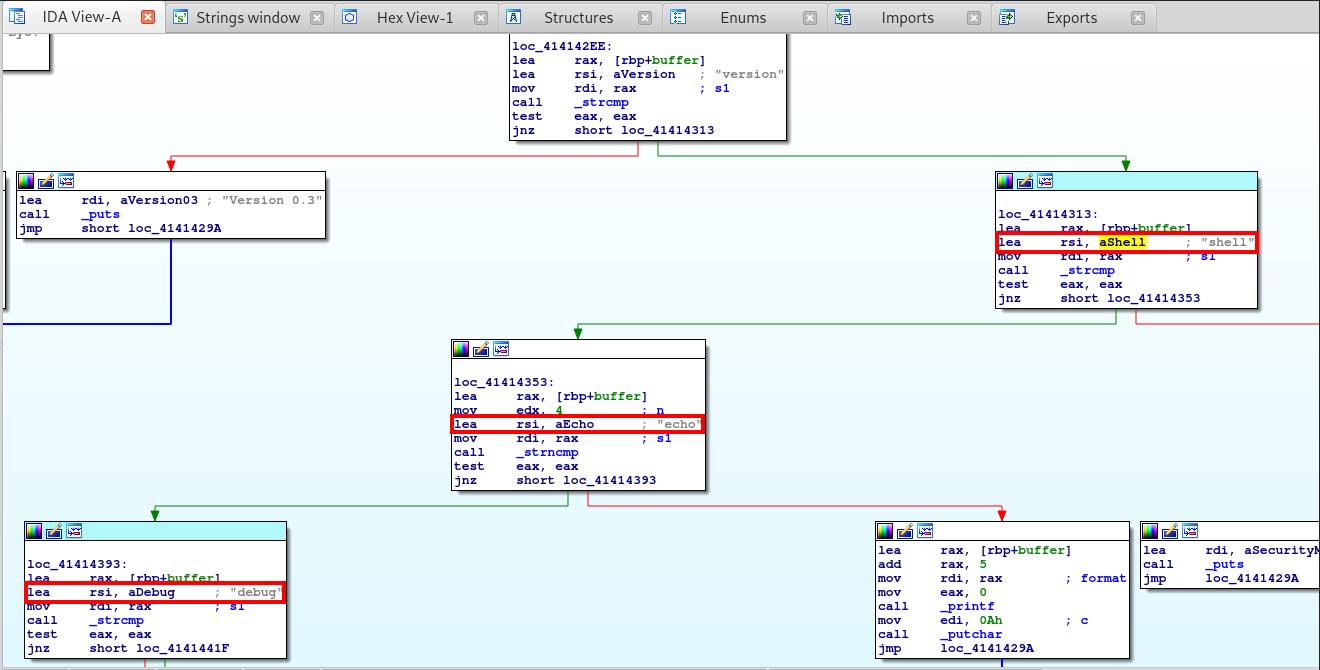 IDA View-A Strings window Hex View-1 Structures Enums Imports Exports
loc_414142EE:
lea rax, [rbp+buffer]
lea rsi, aVersion ; "version"
mov rdi, rax ; s1
call _strcmp
test eax, eax
jnz short loc_41414313
lea rdi, aVersion03 ; "Version 0.3"
call _puts
jmp short loc_4141429A
loc_41414313:
lea rax, [rbp+buffer]
lea rsi, aShell ; "shell"
mov rdi, rax ; s1
call _strcmp
test eax, eax
jnz short loc_41414353
loc_41414353:
lea rax, [rbp+buffer]
mov edx, 4 ; n
lea rsi, aEcho ; "echo"
mov rdi, rax ; s1
call _strncmp
test eax, eax
jnz short loc_41414393
loc_41414393:
lea rax, [rbp+buffer]
lea rsi, aDebug ; "debug"
mov rdi, rax ; s1
call _strcmp
test eax, eax
jnz short loc_4141441F
lea rax, [rbp+buffer]
add rax, 5
mov rdi, rax ; format
mov eax, 0
call _printf
mov edi, 0Ah ; c
call _putchar
jmp loc_4141429A
lea rdi, aSecurityM
call _puts
jmp loc_4141429A